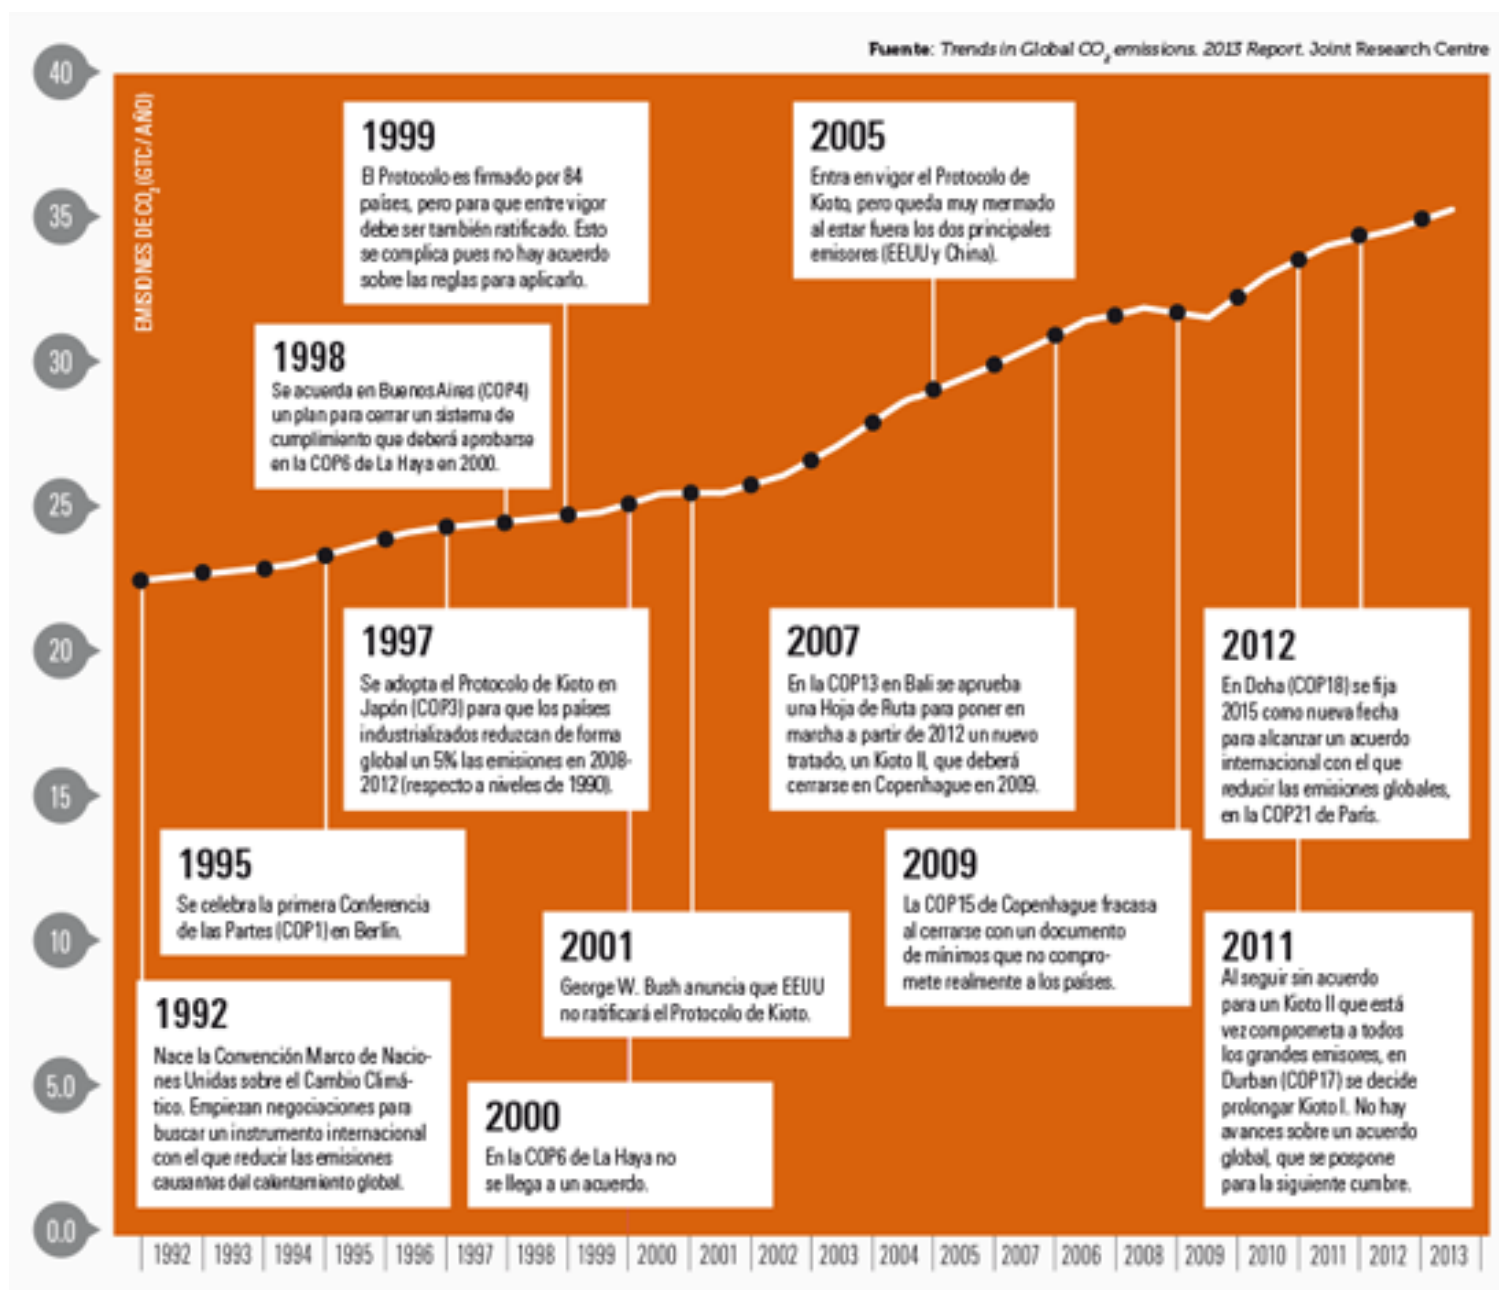 Fuente: Trends in Global CO₂ emissions. 2013 Report. Joint Research Centre
EMISIONES DE CO₂ (GTC/AÑO)
40
35
30
25
20
15
10
5.0
0.0
1999
El Protocolo es firmado por 84
países, pero para que entre vigor
debe ser también ratificado. Esto
se complica pues no hay acuerdo
sobre las reglas para aplicarlo.
2005
Entra en vigor el Protocolo de
Kioto, pero queda muy mermado
al estar fuera los dos principales
emisores (EEUU y China).
1998
Se acuerda en Buenos Aires (COP4)
un plan para cerrar un sistema de
cumplimiento que deberá aprobarse
en la COP6 de La Haya en 2000.
1997
Se adopta el Protocolo de Kioto en
Japón (COP3) para que los países
industrializados reduzcan de forma
global un 5% las emisiones en 2008-
2012 (respecto a niveles de 1990).
2007
En la COP13 en Bali se aprueba
una Hoja de Ruta para poner en
marcha a partir de 2012 un nuevo
tratado, un Kioto II, que deberá
cerrarse en Copenhague en 2009.
2012
En Doha (COP18) se fija
2015 como nueva fecha
para alcanzar un acuerdo
internacional con el que
reducir las emisiones globales,
en la COP21 de París.
1995
Se celebra la primera Conferencia
de las Partes (COP1) en Berlín.
2009
La COP15 de Copenhague fracasa
al cerrarse con un documento
de mínimos que no compro-
mete realmente a los países.
2001
George W. Bush anuncia que EEUU
no ratificará el Protocolo de Kioto.
2011
Al seguir sin acuerdo
para un Kioto II que está
vez comprometa a todos
los grandes emisores, en
Durban (COP17) se decide
prolongar Kioto I. No hay
avances sobre un acuerdo
global, que se pospone
para la siguiente cumbre.
1992
Nace la Convención Marco de Nacio-
nes Unidas sobre el Cambio Climá-
tico. Empiezan negociaciones para
buscar un instrumento internacional
con el que reducir las emisiones
causantes del calentamiento global.
2000
En la COP6 de La Haya no
se llega a un acuerdo.
1992 1993 1994 1995 1996 1997 1998 1999 2000 2001 2002 2003 2004 2005 2007 2006 2008 2009 2010 2011 2012 2013